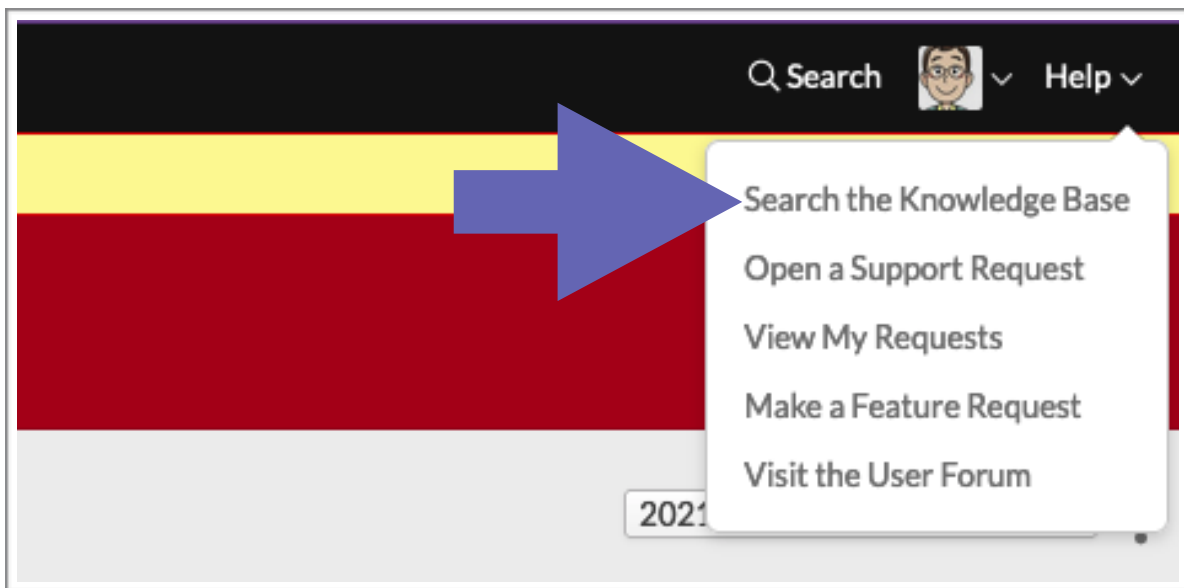 Search
Help
Search the Knowledge Base
Open a Support Request
View My Requests
Make a Feature Request
Visit the User Forum
2021